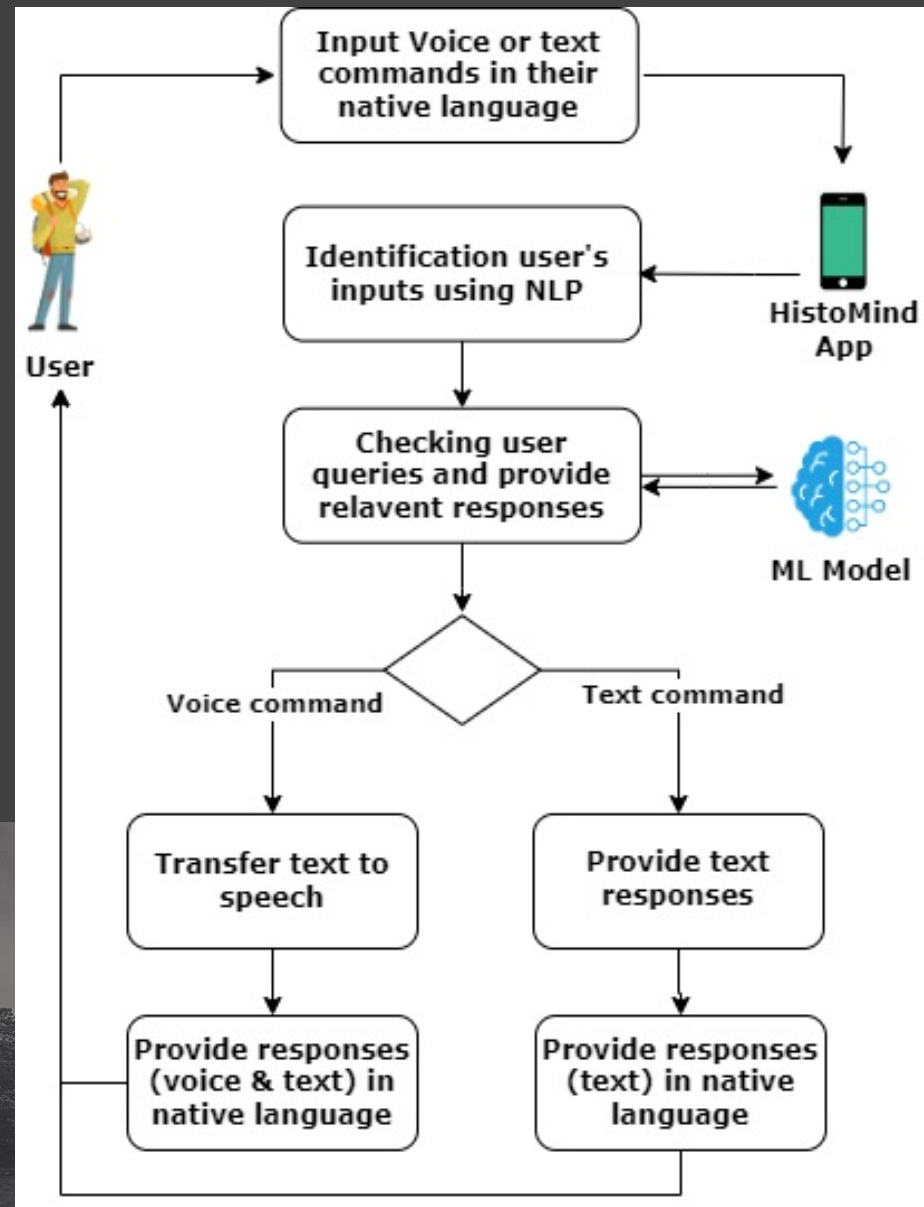 Input Voice or text
commands in their
native language
User
Identification user's
inputs using NLP
HistoMind
App
Checking user
queries and provide
relavent responses
ML Model
Voice command
Text command
Transfer text to
speech
Provide text
responses
Provide responses
(voice & text) in
native language
Provide responses
(text) in native
language